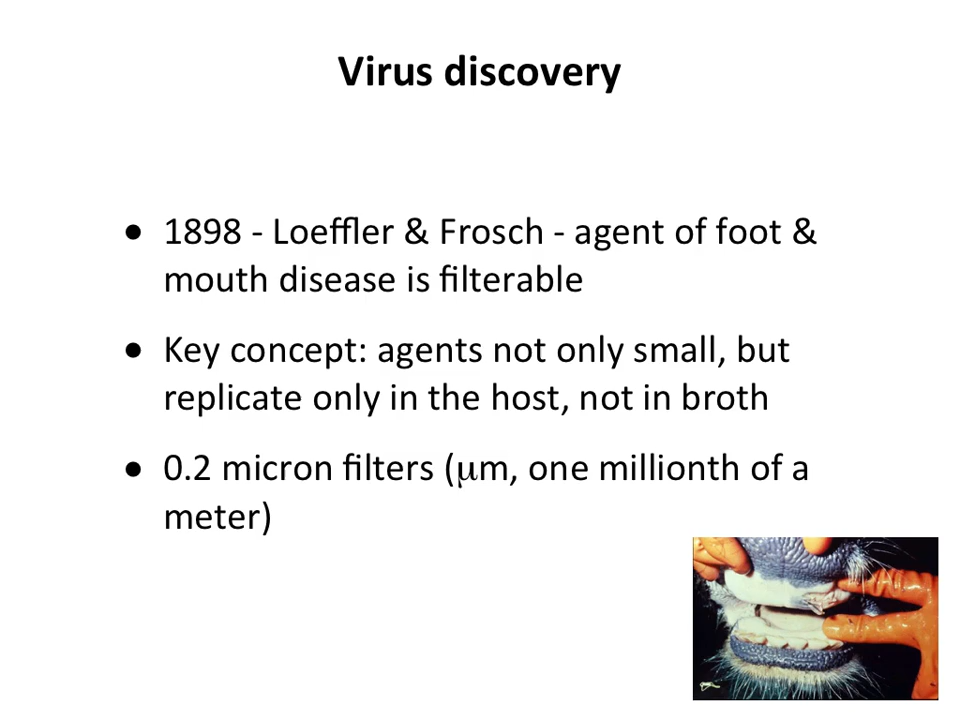 Virus discovery
• 1898 - Loeffler & Frosch - agent of foot &
mouth disease is filterable
• Key concept: agents not only small, but
replicate only in the host, not in broth
• 0.2 micron filters (μm, one millionth of a
meter)